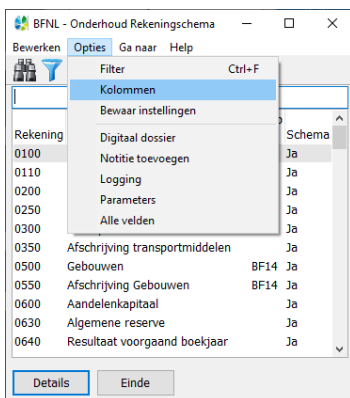 BFNL - Onderhoud Rekeningschema
Bewerken Opties Ga naar Help
Filter Ctrl+F
Kolommen
Bewaar instellingen
Digitaal dossier
Notitie toevoegen
Logging
Parameters
Alle velden
Rekening Schema
0100 Ja
0110 Ja
0200 Ja
0250 Ja
0300 Ja
0350 Afschrijving transportmiddelen Ja
0500 Gebouwen BF14 Ja
0550 Afschrijving Gebouwen BF14 Ja
0600 Aandelenkapitaal Ja
0630 Algemene reserve Ja
0640 Resultaat voorgaand boekjaar Ja
Details Einde